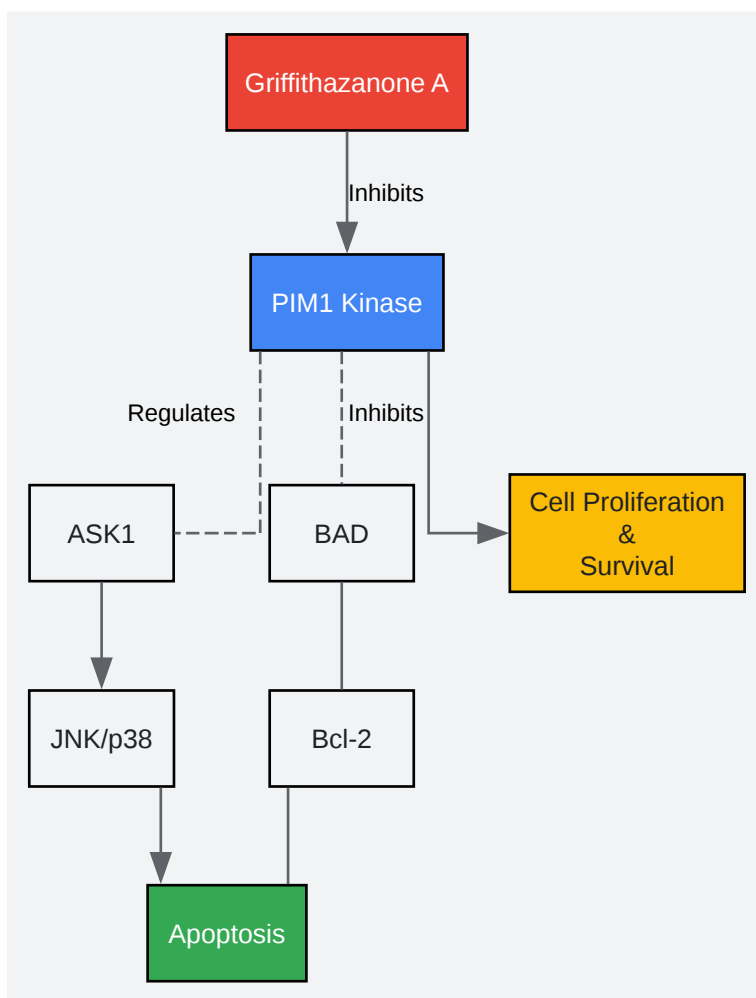 Griffithazanone A
Inhibits
PIM1 Kinase
Regulates
Inhibits
ASK1
BAD
Cell Proliferation
&
Survival
JNK/p38
Bcl-2
Apoptosis